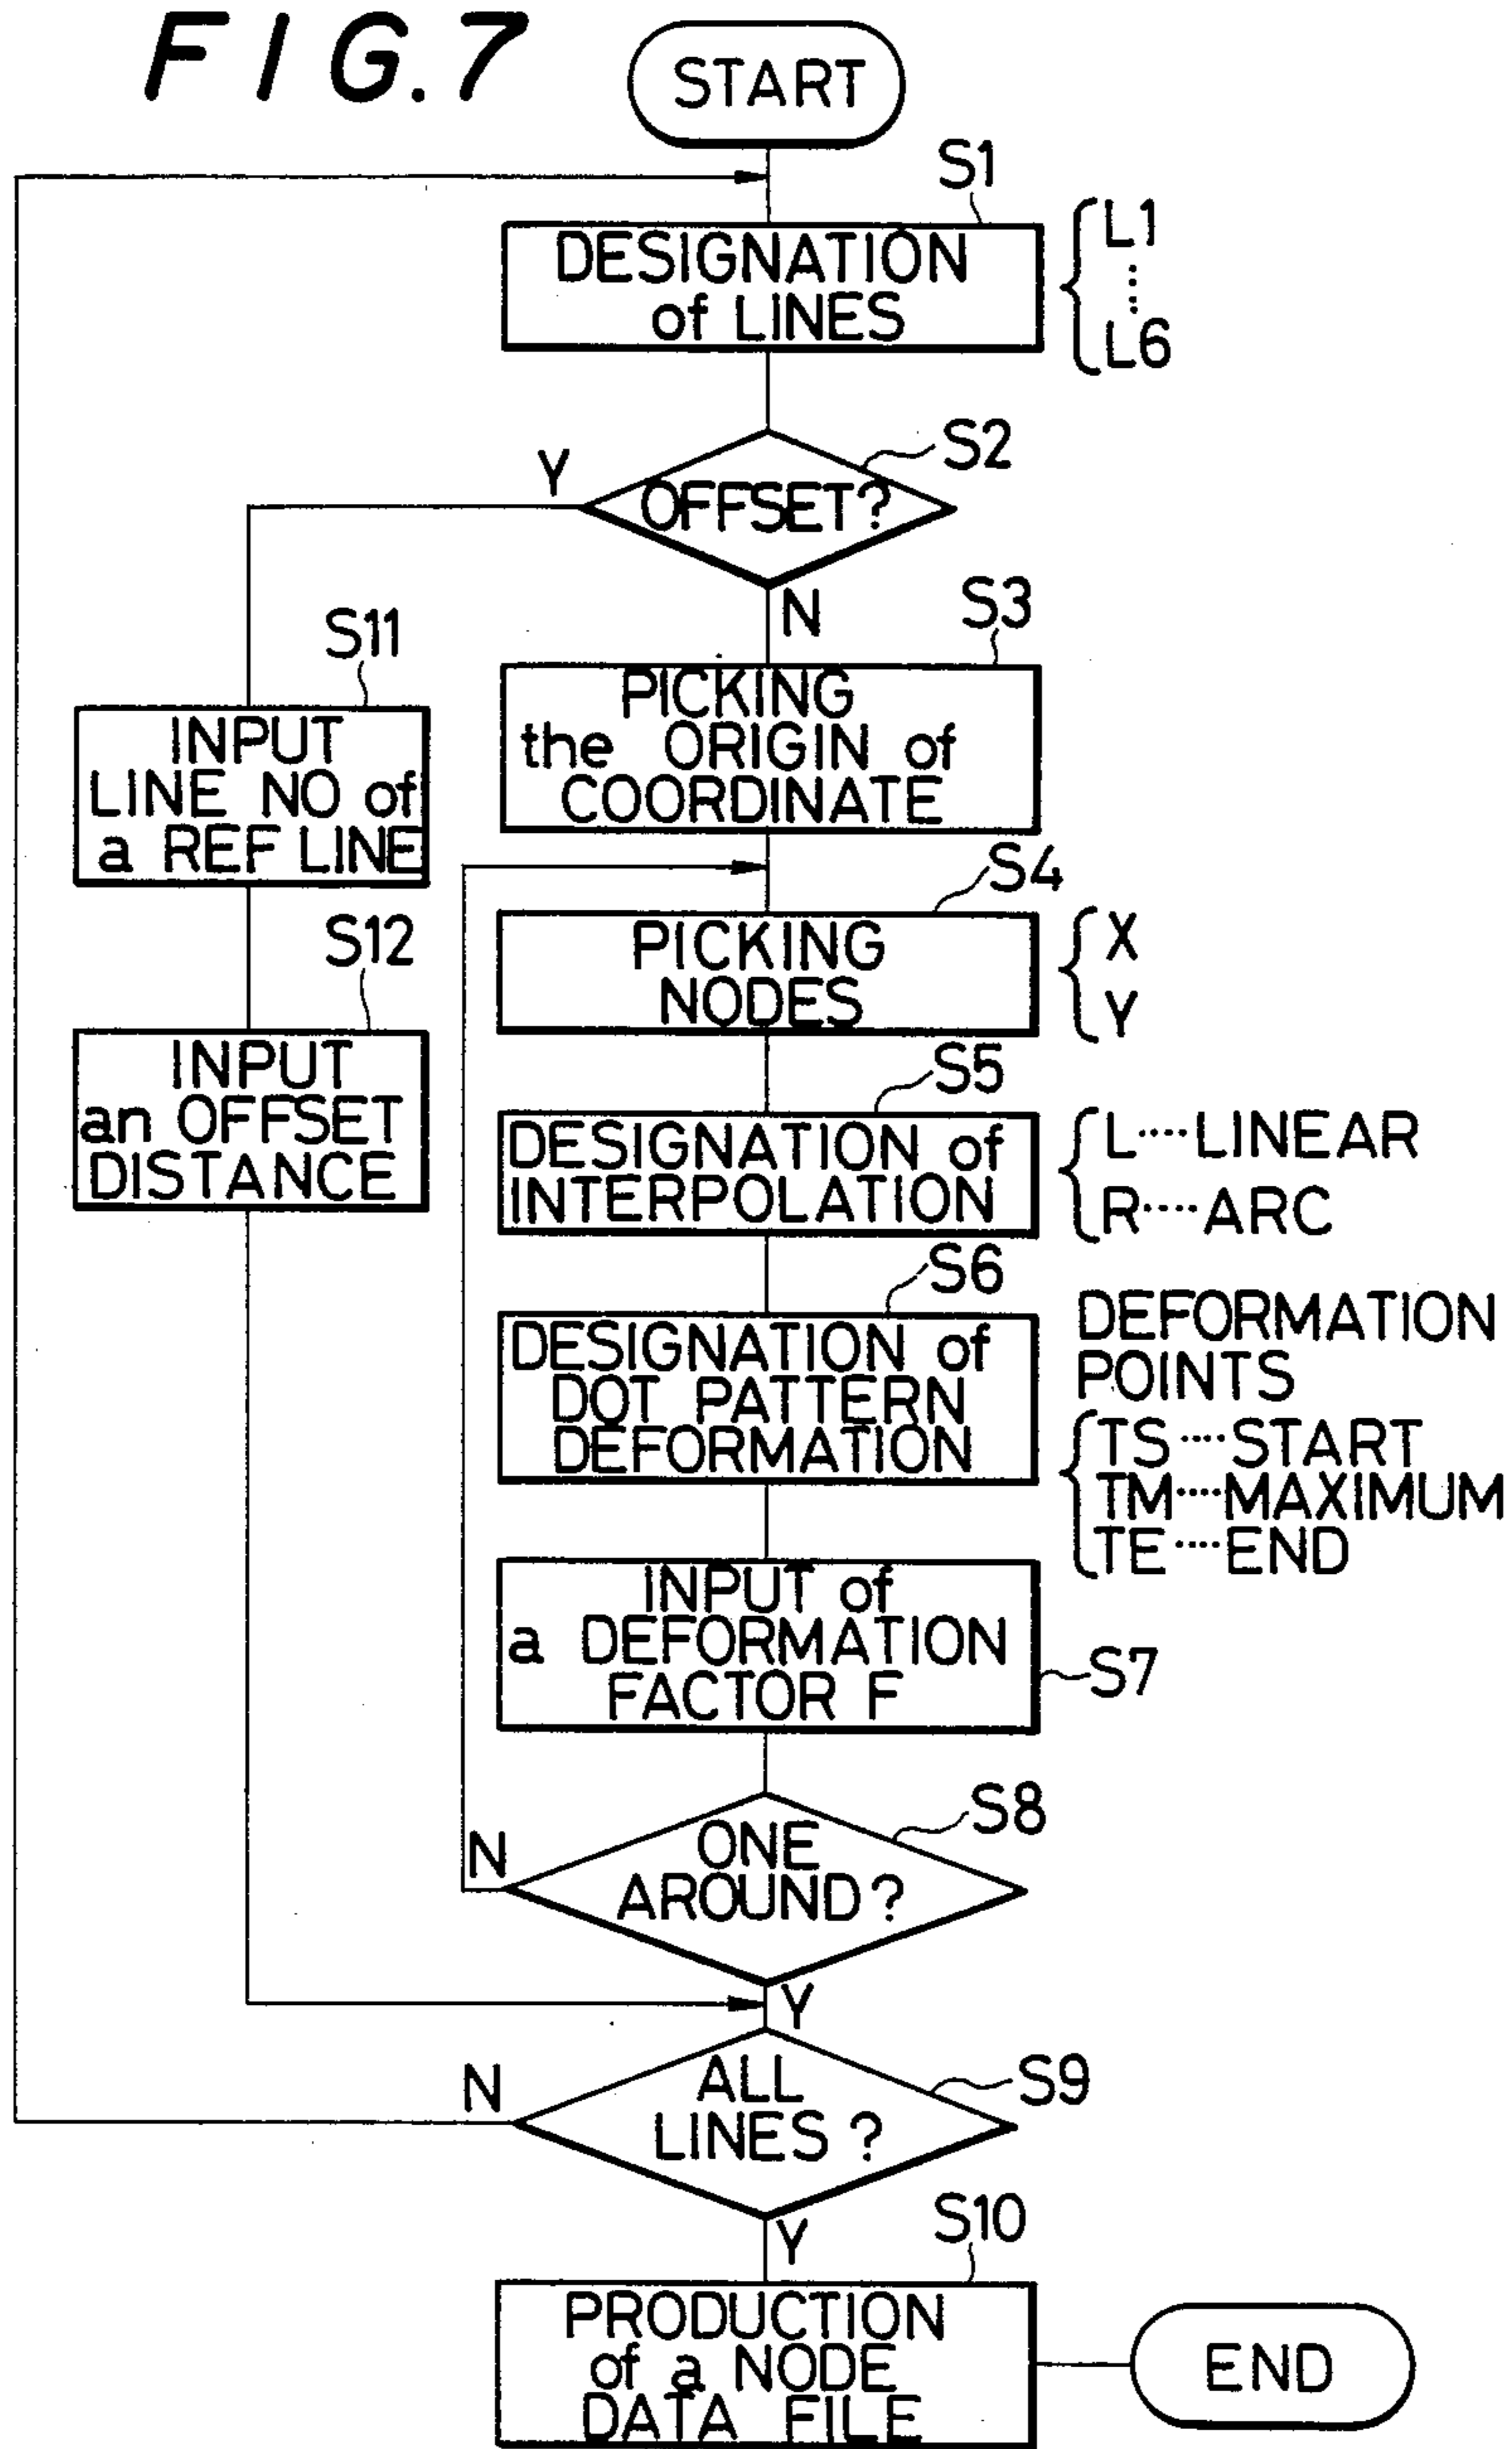 FIG.7
START
S1
DESIGNATION
of LINES
L1
L6
S2
Y
OFFSET?
N
S3
PICKING
the ORIGIN of
COORDINATE
S11
INPUT
LINE NO of
a REF LINE
S4
PICKING
NODES
X
Y
S12
INPUT
an OFFSET
DISTANCE
S5
DESIGNATION of
INTERPOLATION
L····LINEAR
R····ARC
S6
DESIGNATION of
DOT PATTERN
DEFORMATION
DEFORMATION
POINTS
TS····START
TM····MAXIMUM
TE····END
INPUT of
a DEFORMATION
FACTOR F
S7
S8
N
ONE
AROUND?
Y
S9
N
ALL
LINES?
Y
S10
PRODUCTION
of a NODE
DATA FILE
END